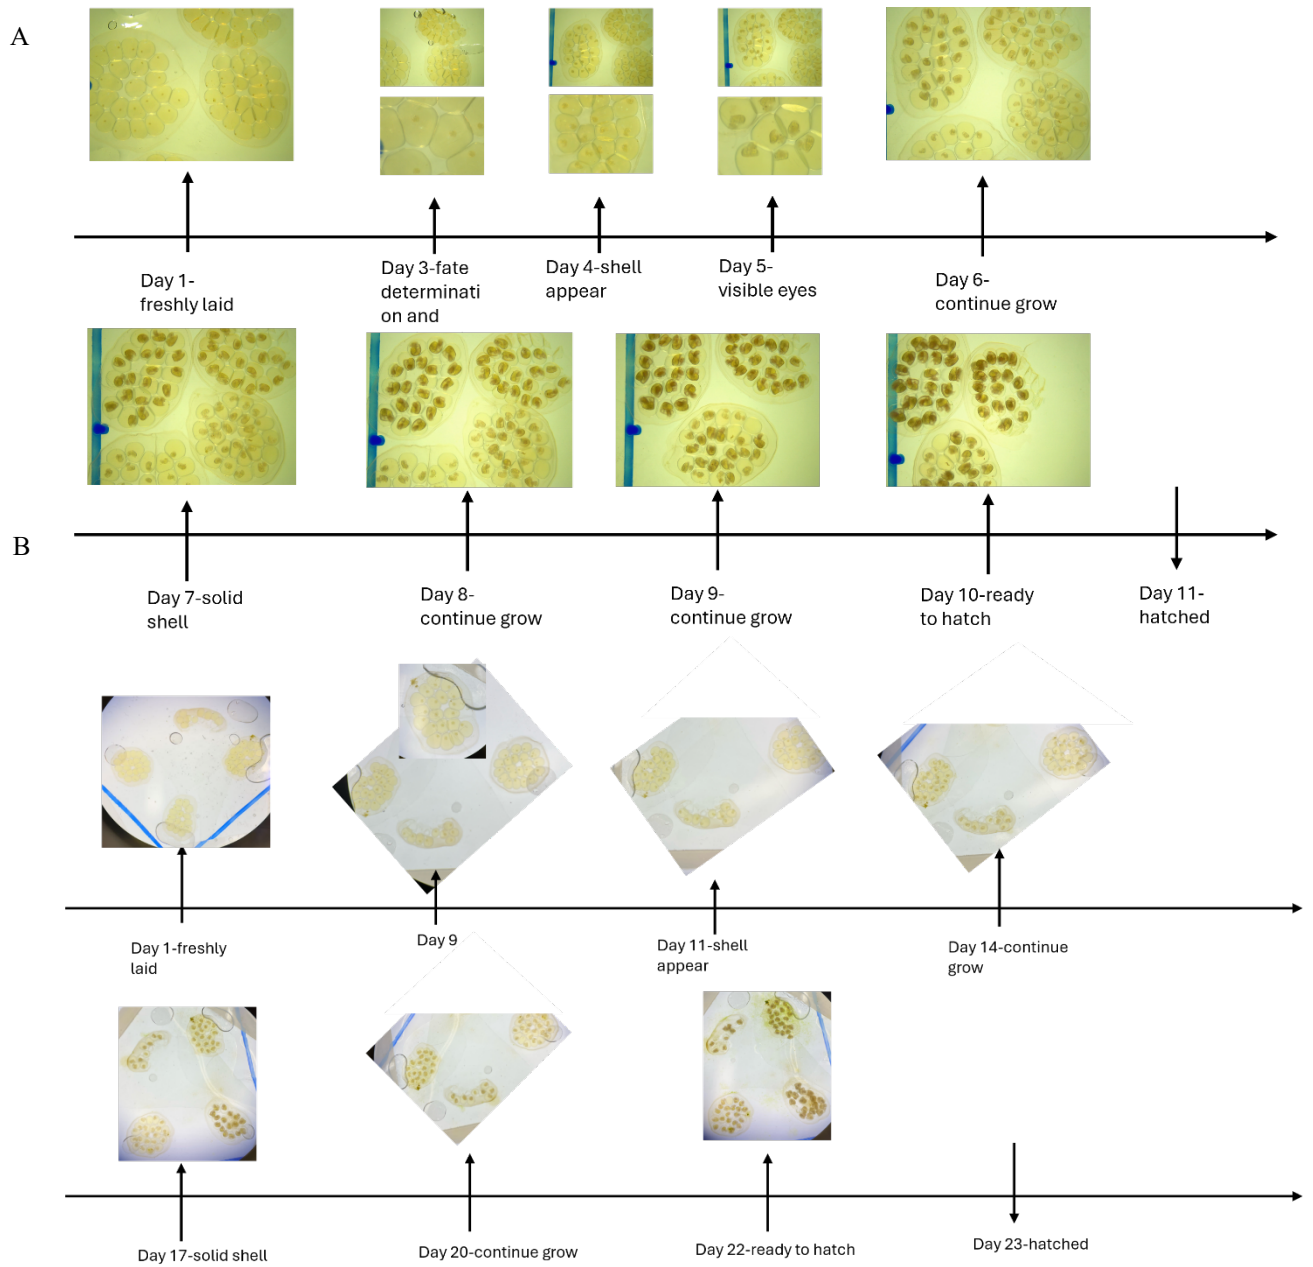 A
Day 1-
freshly laid
Day 3-fate
determinati
on and
Day 4-shell
appear
Day 5-
visible eyes
Day 6-
continue grow
B
Day 7-solid
shell
Day 8-
continue grow
Day 9-
continue grow
Day 10-ready
to hatch
Day 11-
hatched
Day 1-freshly
laid
Day 9
Day 11-shell
appear
Day 14-continue
grow
Day 17-solid shell
Day 20-continue grow
Day 22-ready to hatch
Day 23-hatched